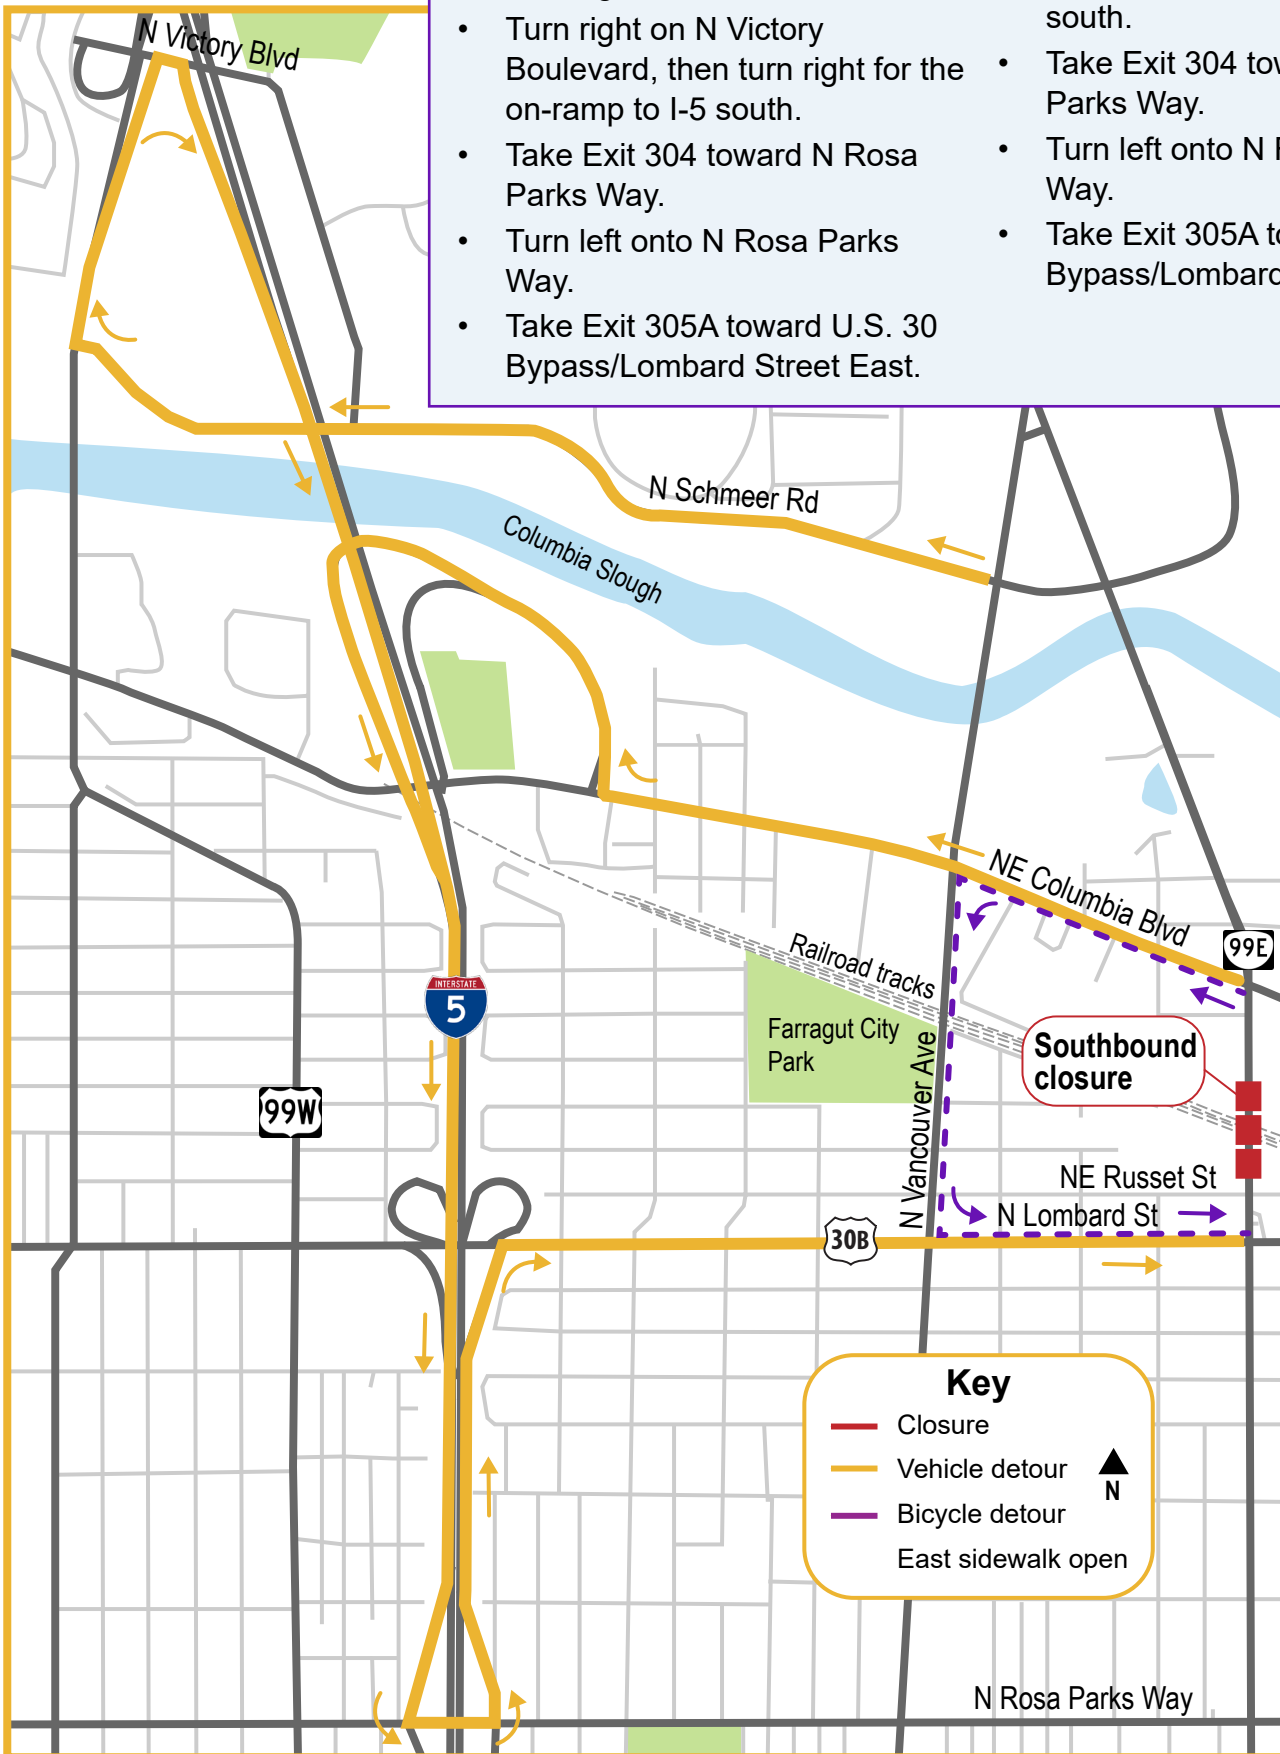 • Turn right on N Victory
Boulevard, then turn right for the
on-ramp to I-5 south.
• Take Exit 304 toward N Rosa
Parks Way.
• Turn left onto N Rosa Parks
Way.
• Take Exit 305A toward U.S. 30
Bypass/Lombard Street East.
south.
• Take Exit 304
Parks Way.
• Turn left onto N
Way.
• Take Exit 305A
Bypass/Lombard
N Victory Blvd
N Schmeer Rd
Columbia Slough
NE Columbia Blvd
99E
Railroad tracks
INTERSTATE
5
Farragut City
Park
Southbound
closure
N Vancouver Ave
99W
NE Russet St
N Lombard St
30B
Key
Closure
Vehicle detour
N
Bicycle detour
East sidewalk open
N Rosa Parks Way